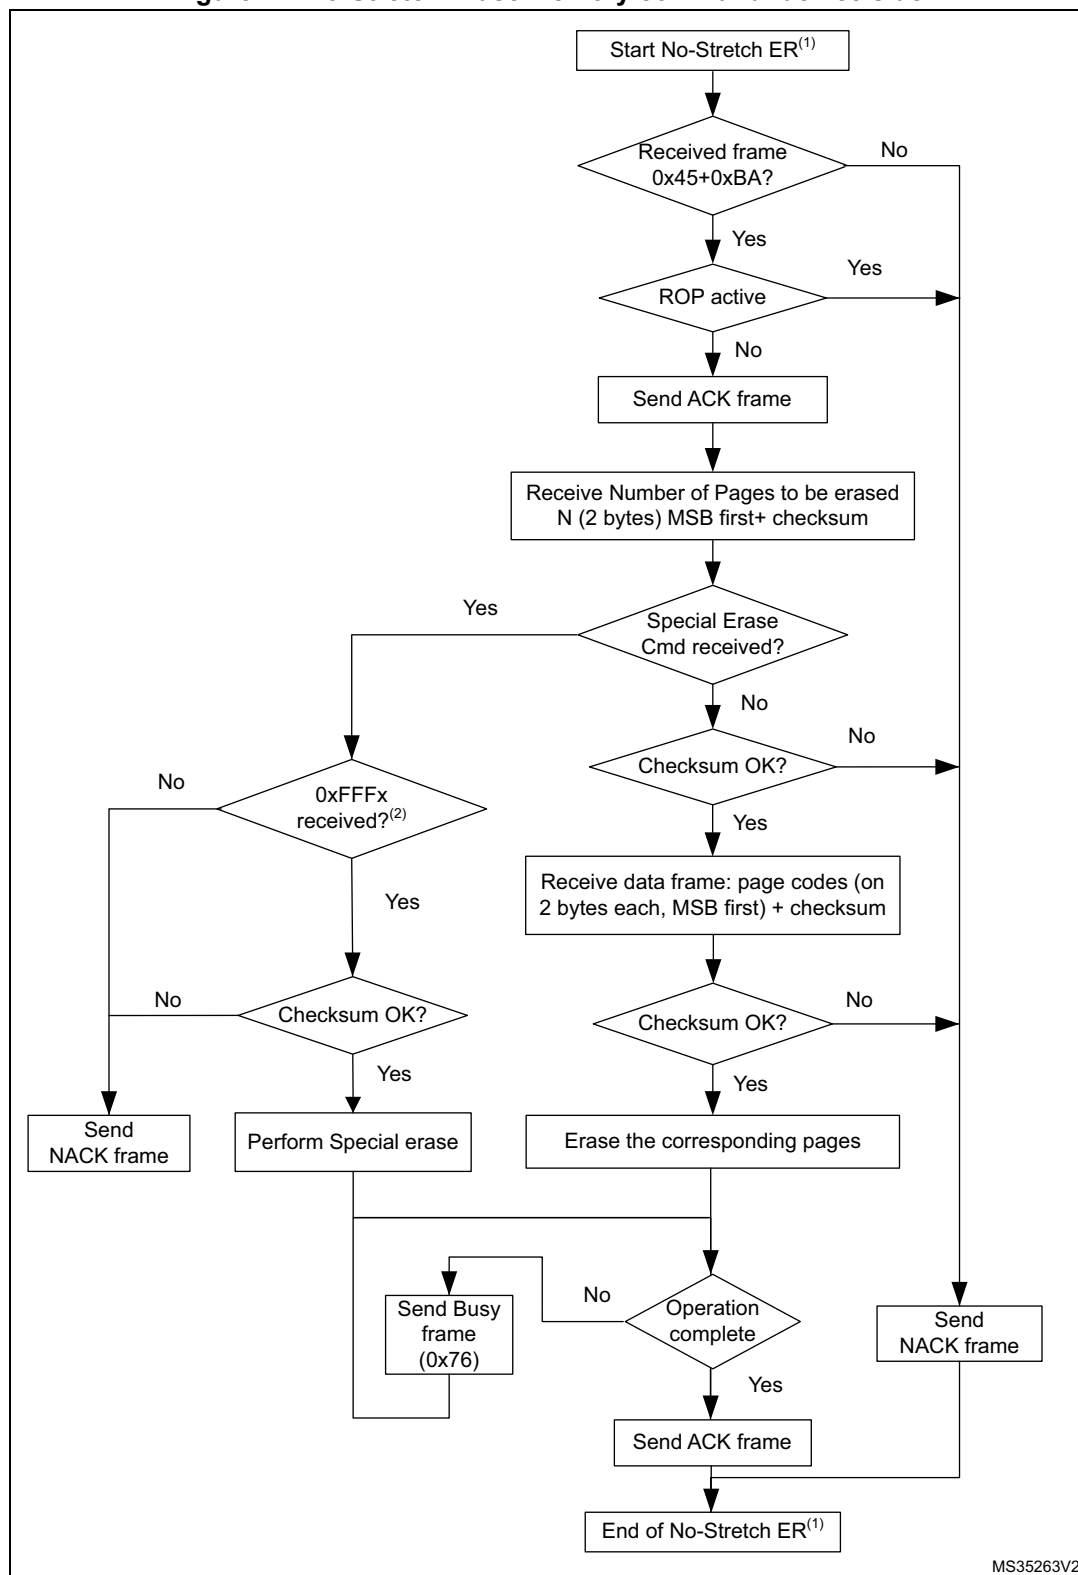 Start No-Stretch ER(1)
Received frame
0x45+0xBA?
No
Yes
ROP active
Yes
No
Send ACK frame
Receive Number of Pages to be erased
N (2 bytes) MSB first+ checksum
Yes
Special Erase
Cmd received?
No
Checksum OK?
No
No
0xFFFx
received?(2)
Yes
Yes
Receive data frame: page codes (on
2 bytes each, MSB first) + checksum
No
Checksum OK?
Checksum OK?
No
Yes
Yes
Send
NACK frame
Perform Special erase
Erase the corresponding pages
No
Send Busy
frame
(0x76)
Operation
complete
Send
NACK frame
Yes
Send ACK frame
End of No-Stretch ER(1)
MS35263V2